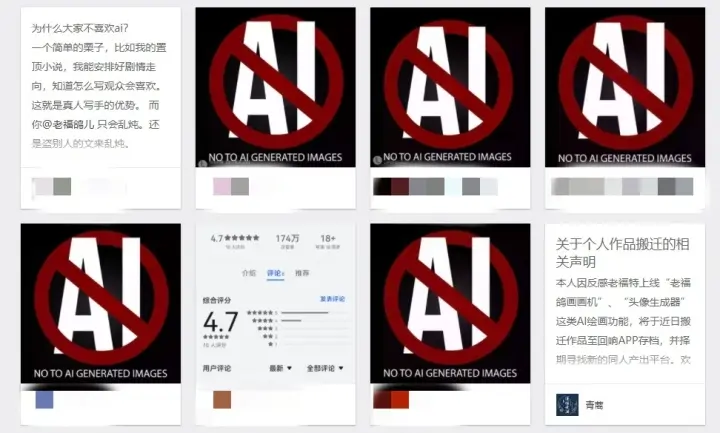 为什么大家不喜欢ai？
一个简单的栗子，比如我的置
顶小说，我能安排好剧情走
向，知道怎么写观众会喜欢。
这就是真人写手的优势。 而
你@老福鸽儿 只会乱炖。还
是盗别人的文来乱炖。
AI
NO TO AI GENERATED IMAGES
AI
NO TO AI GENERATED IMAGES
AI
NO TO AI GENERATED IMAGES
AI
NO TO AI GENERATED IMAGES
4.7★★★★★ 174万 18+
介绍 评论 推荐
综合评分 发表评论
4.7
用户评论 最新 ▼ 全部评论 ▼
AI
NO TO AI GENERATED IMAGES
关于个人作品搬迁的相
关声明
本人因反感老福特上线“老福
鸽画画机”、“头像生成器”
这类AI绘画功能，将于近日搬
迁作品至回响APP存档，并择
期寻找新的同人产出平台。欢
青鹿